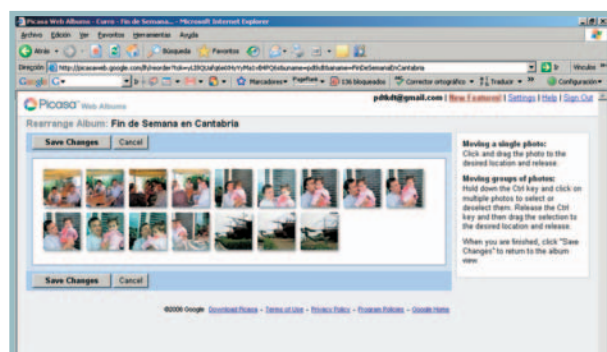 Picasa Web Albums - Curro - Fin de Semana... - Microsoft Internet Explorer
Archivo Edición Ver Favoritos Herramientas Ayuda
Atrás Búsqueda Favoritos
Dirección Vínculos
Google G Marcadores PageRank 136 bloqueados Corrector ortográfico Traducir Configuración
Picasa Web Albums
pdtkdt@gmail.com | New Features! | Settings | Help | Sign Out
Rearrange Album: Fin de Semana en Cantabria
Save Changes Cancel
Moving a single photo:
Click and drag the photo to the
desired location and release.
Moving groups of photos:
Hold down the Ctrl key and click on
multiple photos to select or
deselect them. Release the Ctrl
key and then drag the selection to
the desired location and release.
When you are finished, click "Save
Changes" to return to the album
view.
Save Changes Cancel
©2006 Google Download Picasa - Terms of Use - Privacy Policy - Program Policies - Google Home